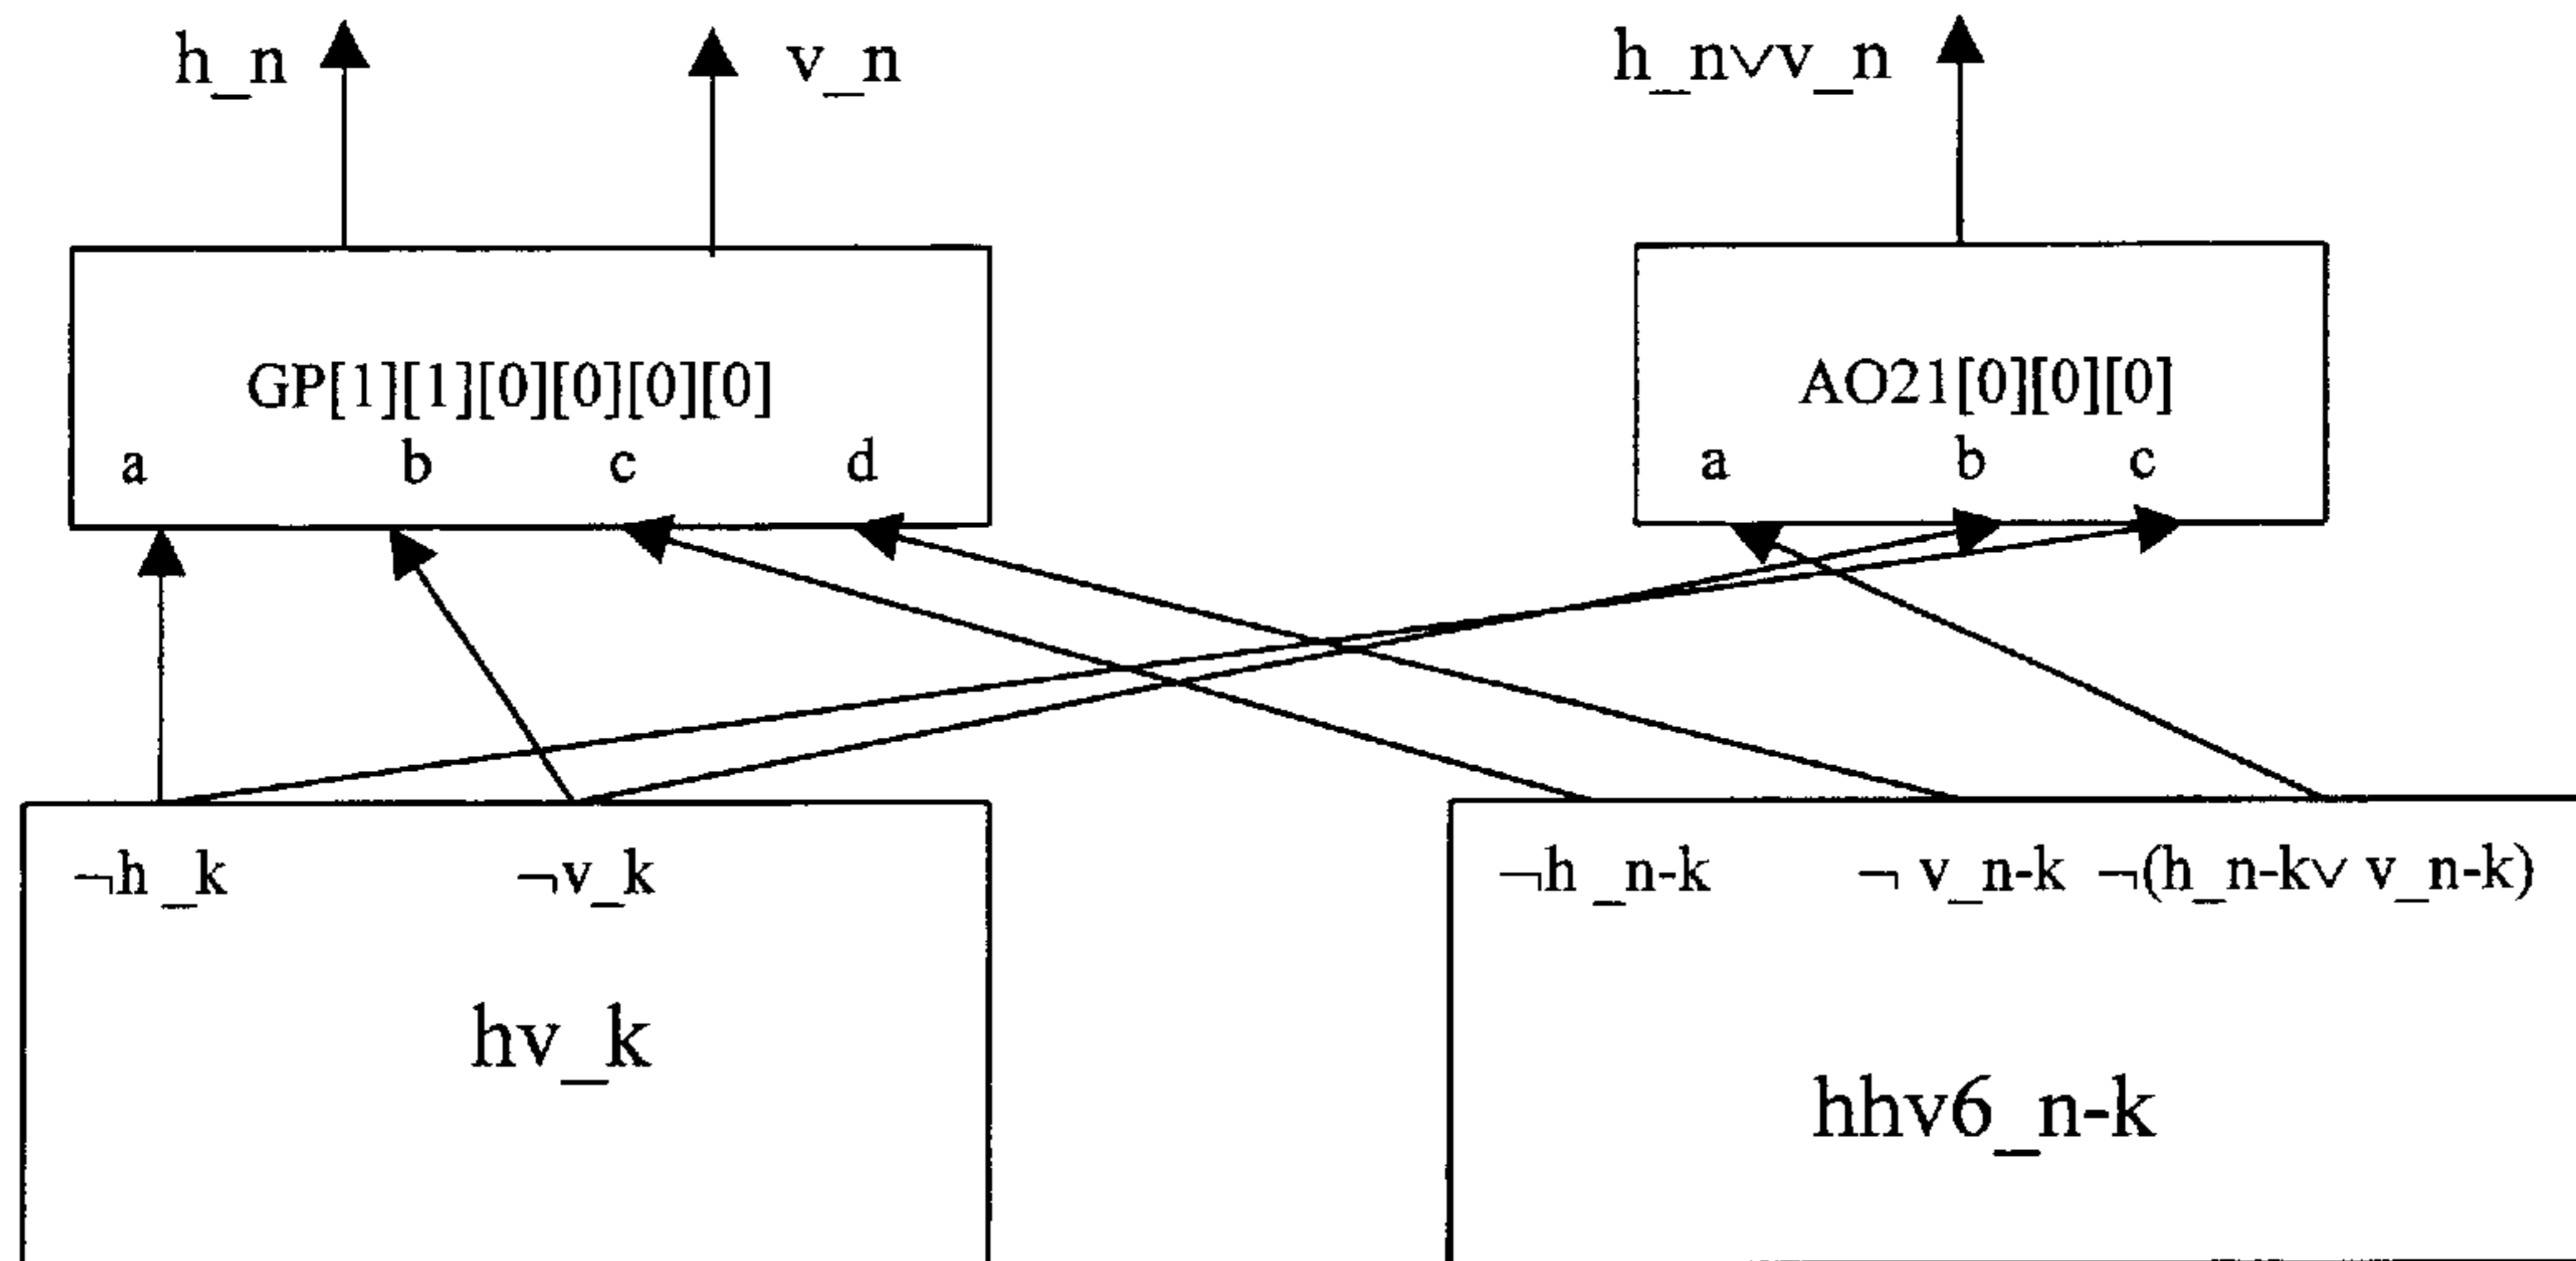 h_n v_n h_n∨v_n
GP[1][1][0][0][0][0] AO21[0][0][0]
a b c d a b c
¬h_k ¬v_k ¬h_n-k ¬ v_n-k ¬(h_n-k∨ v_n-k)
hv_k
hhv6_n-k